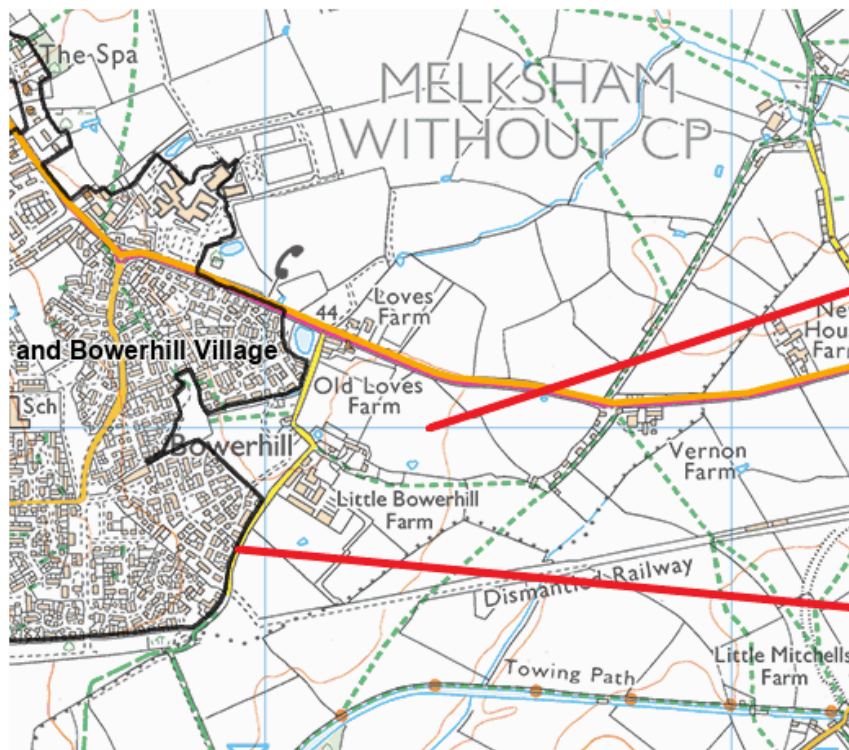 The Spa
MELKSHAM
WITHOUT CP
44
Loves
Farm
and Bowerhill Village
Old Loves
Farm
Sch
Bowerhill
Vernon
Farm
Little Bowerhill
Farm
Dismantled Railway
Towing Path
Little Mitchells
Farm